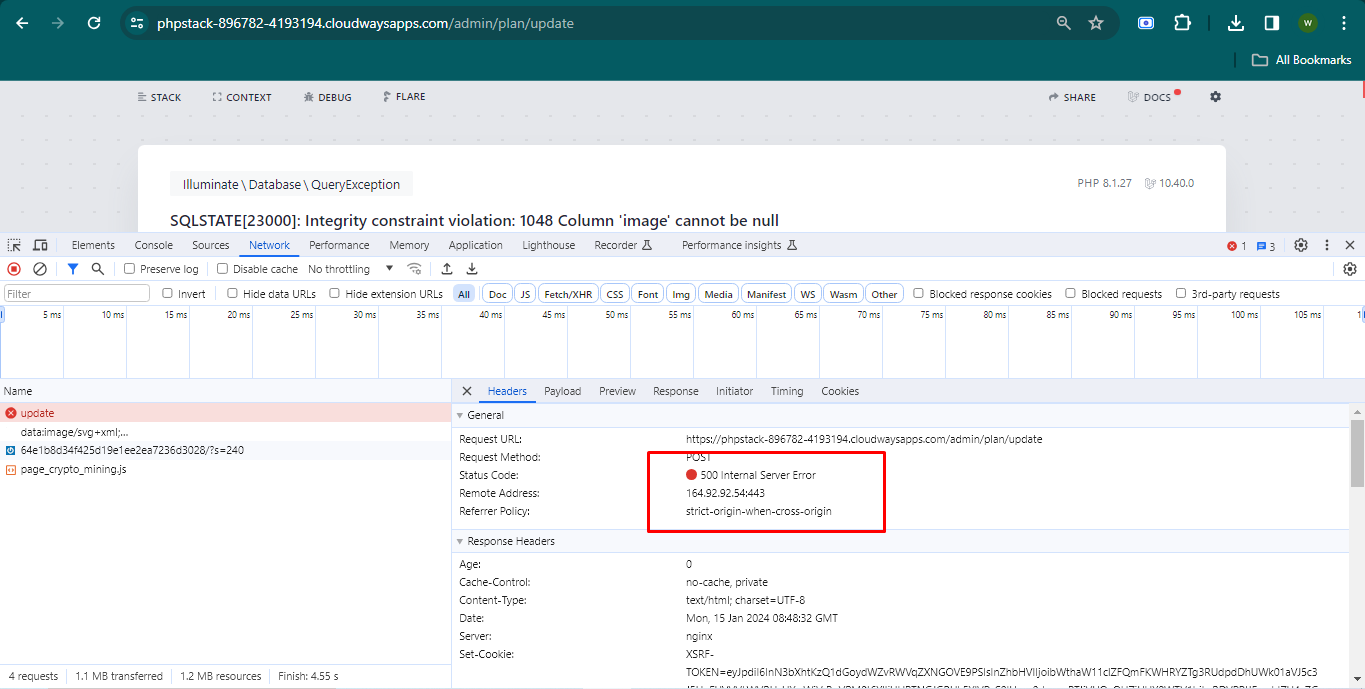 phpstack-896782-4193194.cloudwaysapps.com/admin/plan/update
W
All Bookmarks
STACK CONTEXT DEBUG FLARE SHARE DOCS
Illuminate\Database\QueryException PHP 8.1.27 10.40.0
SQLSTATE[23000]: Integrity constraint violation: 1048 Column 'image' cannot be null
Elements Console Sources Network Performance Memory Application Lighthouse Recorder Performance insights 1 3
Preserve log Disable cache No throttling
Filter Invert Hide data URLs Hide extension URLs All Doc JS Fetch/XHR CSS Font Img Media Manifest WS Wasm Other Blocked response cookies Blocked requests 3rd-party requests
5 ms 10 ms 15 ms 20 ms 25 ms 30 ms 35 ms 40 ms 45 ms 50 ms 55 ms 60 ms 65 ms 70 ms 75 ms 80 ms 85 ms 90 ms 95 ms 100 ms 105 ms
Name Headers Payload Preview Response Initiator Timing Cookies
update
data:image/svg+xml;...
64e1b8d34f425d19e1ee2ea7236d3028/?s=240
page_crypto_mining.js
General
Request URL: https://phpstack-896782-4193194.cloudwaysapps.com/admin/plan/update
Request Method: POST
Status Code: 500 Internal Server Error
Remote Address: 164.92.92.54:443
Referrer Policy: strict-origin-when-cross-origin
Response Headers
Age: 0
Cache-Control: no-cache, private
Content-Type: text/html; charset=UTF-8
Date: Mon, 15 Jan 2024 08:48:32 GMT
Server: nginx
Set-Cookie: XSRF-
4 requests 1.1 MB transferred 1.2 MB resources Finish: 4.55 s